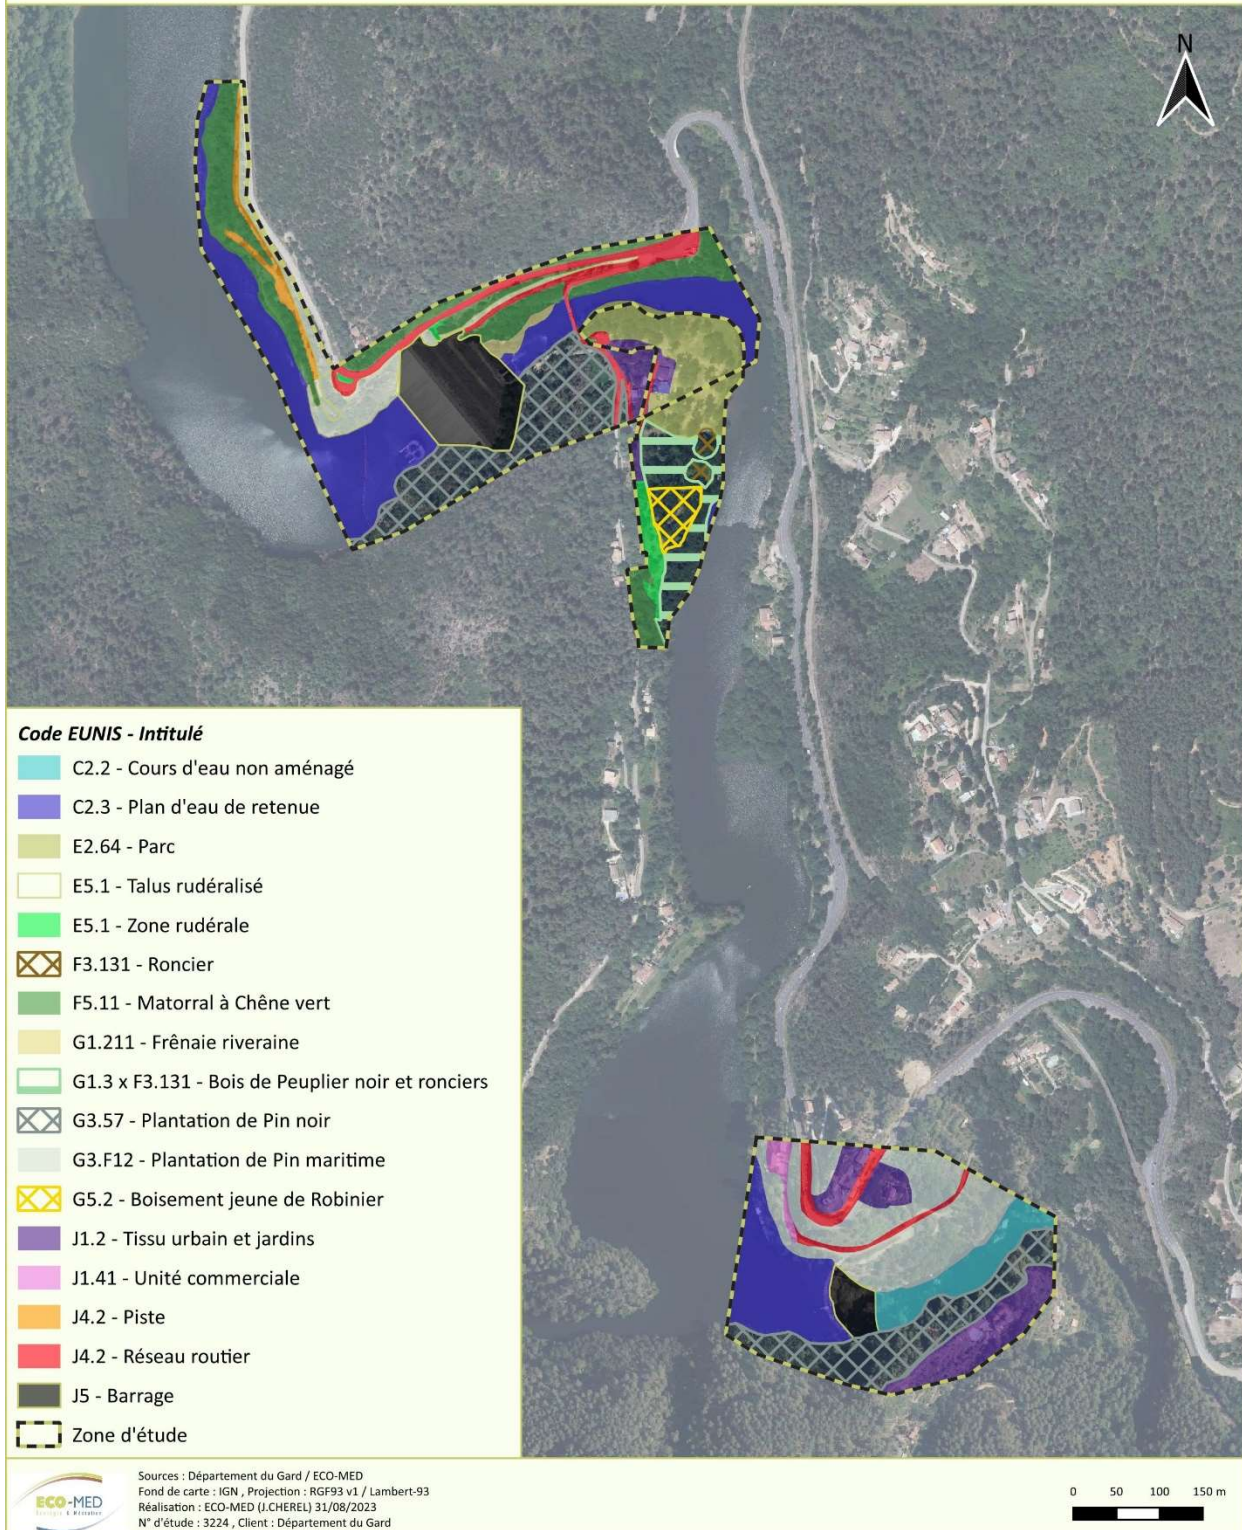 N
Code EUNIS - Intitulé
C2.2 - Cours d'eau non aménagé
C2.3 - Plan d'eau de retenue
E2.64 - Parc
E5.1 - Talus rudéralisé
E5.1 - Zone rudérale
F3.131 - Roncier
F5.11 - Matorral à Chêne vert
G1.211 - Frênaie riveraine
G1.3 x F3.131 - Bois de Peuplier noir et ronciers
G3.57 - Plantation de Pin noir
G3.F12 - Plantation de Pin maritime
G5.2 - Boisement jeune de Robinier
J1.2 - Tissu urbain et jardins
J1.41 - Unité commerciale
J4.2 - Piste
J4.2 - Réseau routier
J5 - Barrage
Zone d'étude
ECO-MED
Sources : Département du Gard / ECO-MED
Fond de carte : IGN , Projection : RGF93 v1 / Lambert-93
Réalisation : ECO-MED (J.CHEREL) 31/08/2023
N° d'étude : 3224 , Client : Département du Gard
0 50 100 150 m